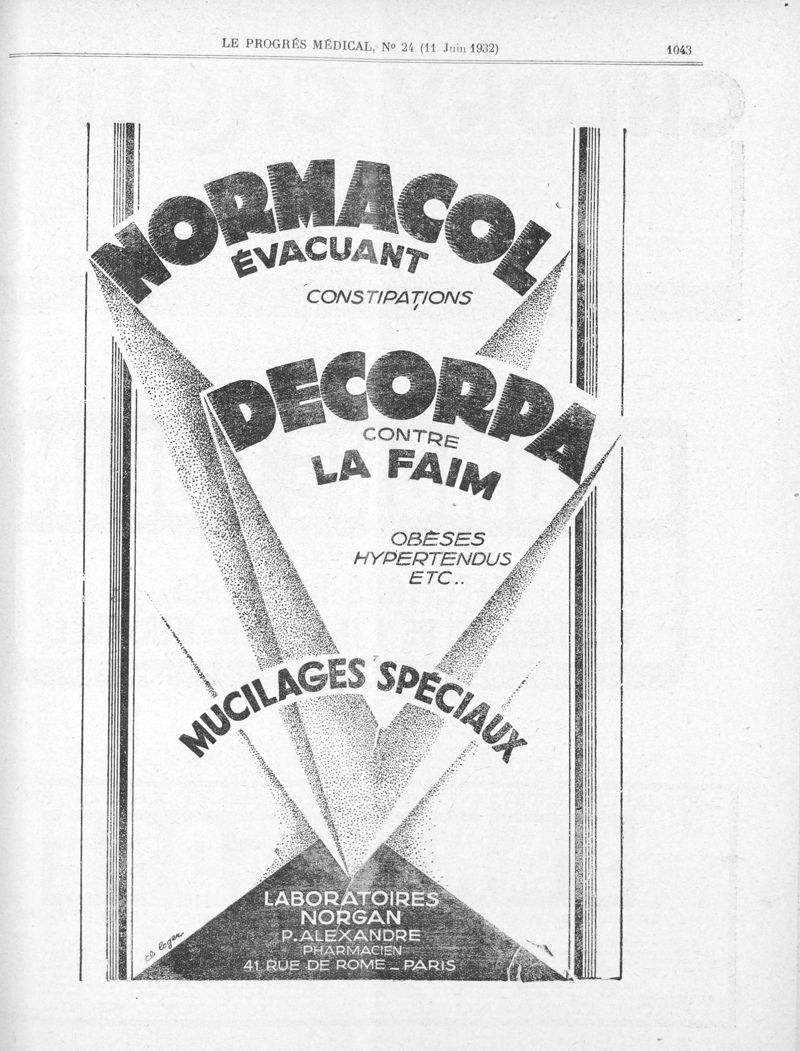 LE PROGRÈS MÉDICAL, No 24 (11 Juin 1932)
1043
NORMACOL
ÉVACUANT
CONSTIPATIONS
DECORPA
CONTRE
LA FAIM
OBÈSES
HYPERTENDUS
ETC..
MUCILAGES SPÉCIAUX
LABORATOIRES
NORGAN
P. ALEXANDRE
PHARMACIEN
41 RUE DE ROME _ PARIS